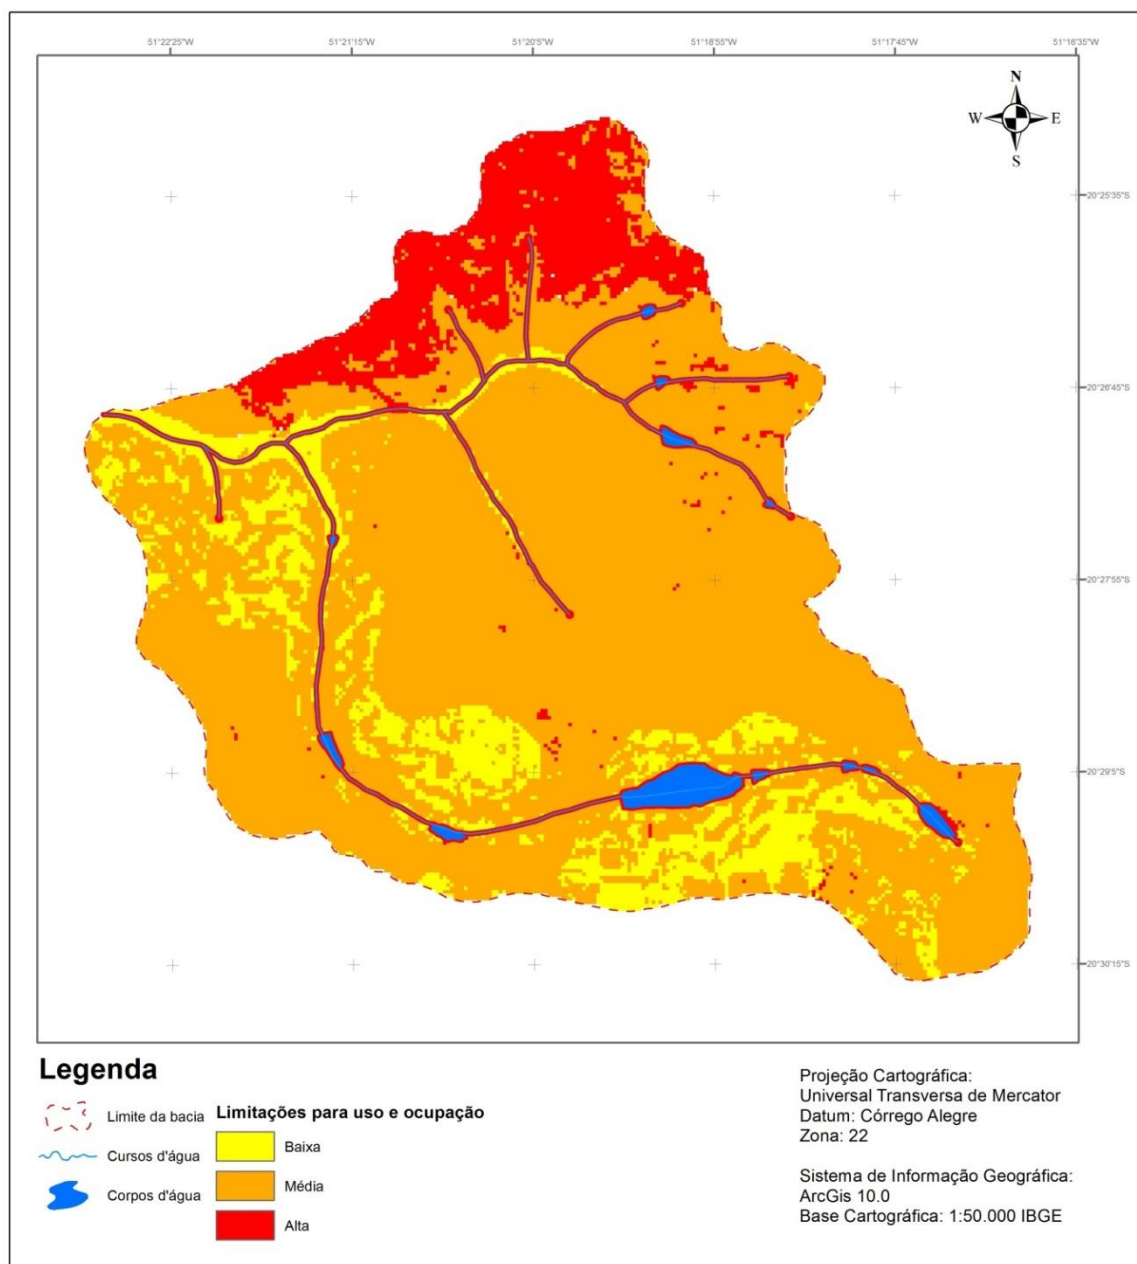 51°22'25"W 51°21'15"W 51°20'5"W 51°18'55"W 51°17'45"W 51°16'35"W
N
W E
S
20°25'35"S
20°26'45"S
20°27'55"S
20°29'5"S
20°30'15"S
Legenda
Limite da bacia
Cursos d'água
Corpos d'água
Limitações para uso e ocupação
Baixa
Média
Alta
Projeção Cartográfica:
Universal Transversa de Mercator
Datum: Córrego Alegre
Zona: 22
Sistema de Informação Geográfica:
ArcGis 10.0
Base Cartográfica: 1:50.000 IBGE